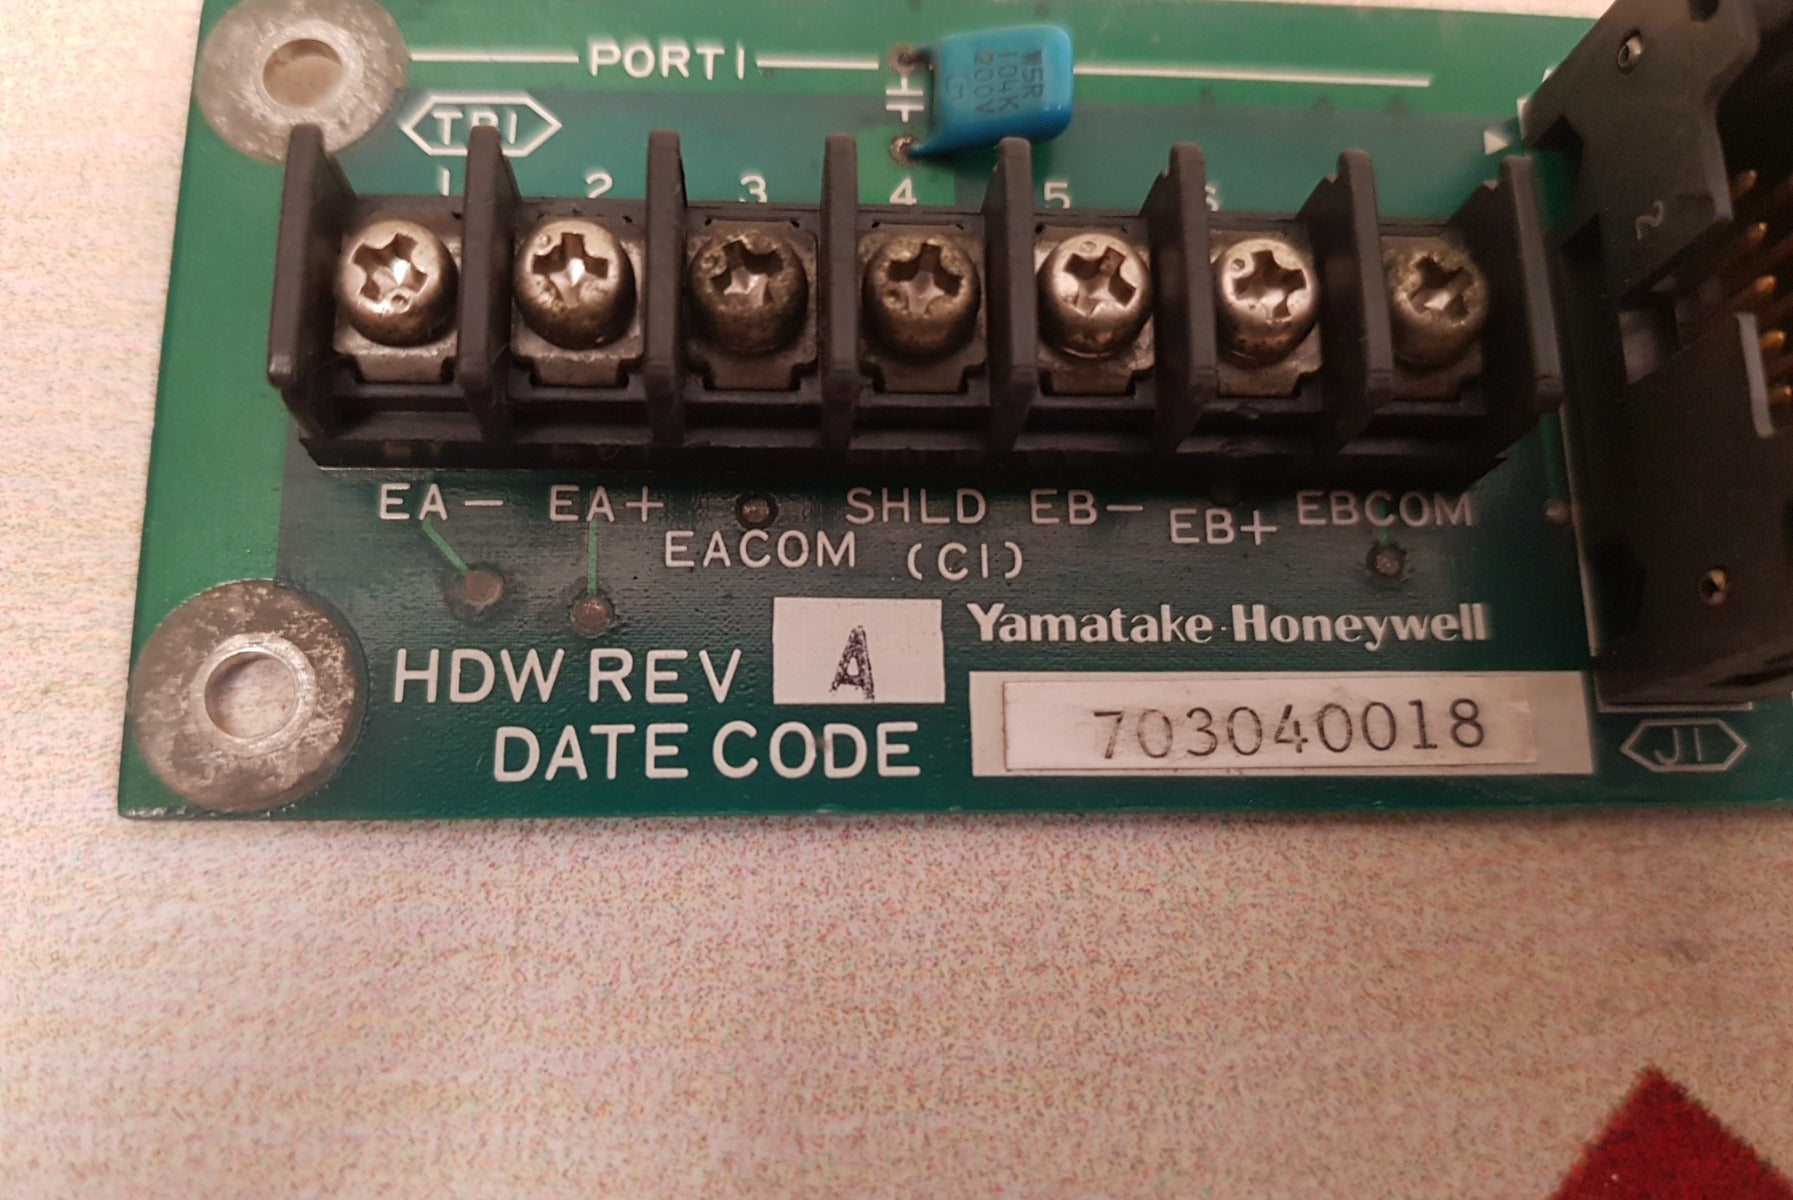 PORT1
W5R
104K
200V
TB1
1 2 3 4 5 6
2
EA- EA+ SHLD EB- EB+ EBCOM
EACOM (C1)
Yamatake-Honeywell
HDW REV A
DATE CODE 703040018
J1